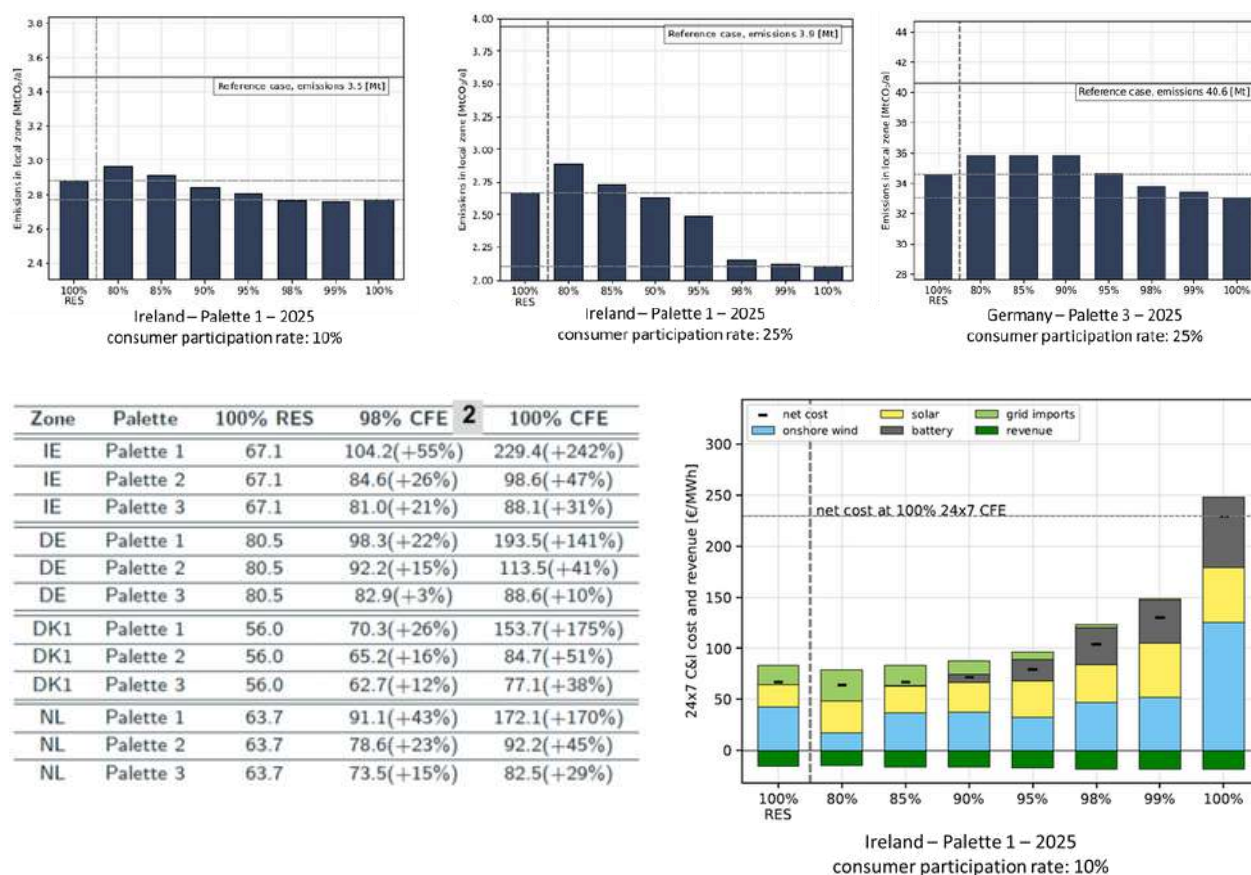 3.8
3.6
3.4
3.2
3.0
2.8
2.6
2.4
Emissions in local zone [MtCO₂/a]
Reference case, emissions 3.5 [Mt]
100% RES 80% 85% 90% 95% 98% 99% 100%
Ireland – Palette 1 – 2025
consumer participation rate: 10%
4.00
3.75
3.50
3.25
3.00
2.75
2.50
2.25
2.00
Emissions in local zone [MtCO₂/a]
Reference case, emissions 3.9 [Mt]
100% RES 80% 85% 90% 95% 98% 99% 100%
Ireland – Palette 1 – 2025
consumer participation rate: 25%
44
42
40
38
36
34
32
30
28
Emissions in local zone [MtCO₂/a]
Reference case, emissions 40.6 [Mt]
100% RES 80% 85% 90% 95% 98% 99% 100%
Germany – Palette 3 – 2025
consumer participation rate: 25%
Zone Palette 100% RES 98% CFE 2 100% CFE
IE Palette 1 67.1 104.2(+55%) 229.4(+242%)
IE Palette 2 67.1 84.6(+26%) 98.6(+47%)
IE Palette 3 67.1 81.0(+21%) 88.1(+31%)
DE Palette 1 80.5 98.3(+22%) 193.5(+141%)
DE Palette 2 80.5 92.2(+15%) 113.5(+41%)
DE Palette 3 80.5 82.9(+3%) 88.6(+10%)
DK1 Palette 1 56.0 70.3(+26%) 153.7(+175%)
DK1 Palette 2 56.0 65.2(+16%) 84.7(+51%)
DK1 Palette 3 56.0 62.7(+12%) 77.1(+38%)
NL Palette 1 63.7 91.1(+43%) 172.1(+170%)
NL Palette 2 63.7 78.6(+23%) 92.2(+45%)
NL Palette 3 63.7 73.5(+15%) 82.5(+29%)
net cost solar grid imports
onshore wind battery revenue
300
250
200
150
100
50
0
24x7 C&I cost and revenue [€/MWh]
net cost at 100% 24x7 CFE
100% RES 80% 85% 90% 95% 98% 99% 100%
Ireland – Palette 1 – 2025
consumer participation rate: 10%